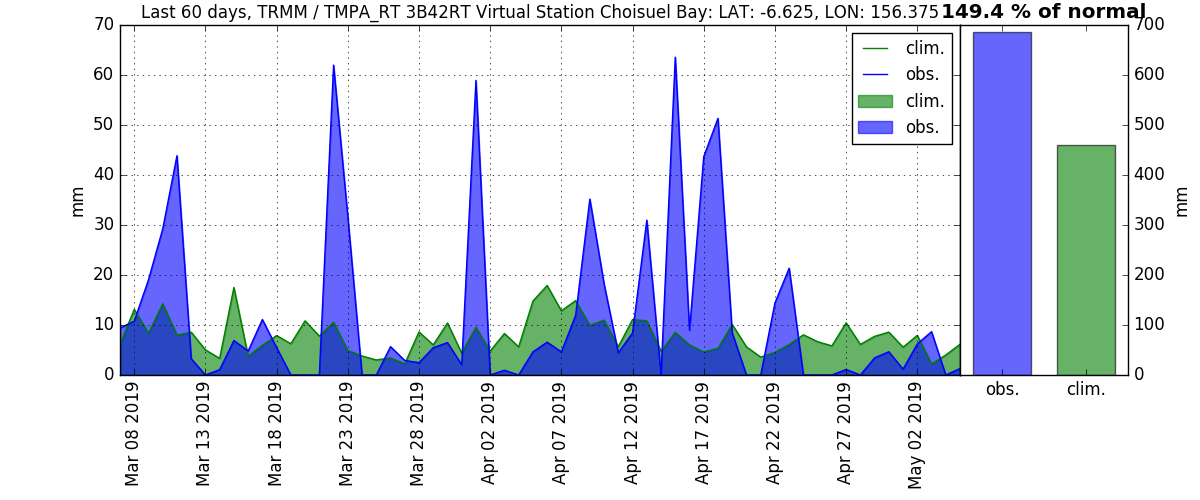 Last 60 days, TRMM / TMPA_RT 3B42RT Virtual Station Choisuel Bay: LAT: -6.625, LON: 156.375
149.4 % of normal
70
60
50
40
30
20
10
0
mm
clim.
obs.
clim.
obs.
Mar 08 2019
Mar 13 2019
Mar 18 2019
Mar 23 2019
Mar 28 2019
Apr 02 2019
Apr 07 2019
Apr 12 2019
Apr 17 2019
Apr 22 2019
Apr 27 2019
May 02 2019
obs.
clim.
700
600
500
400
300
200
100
0
mm